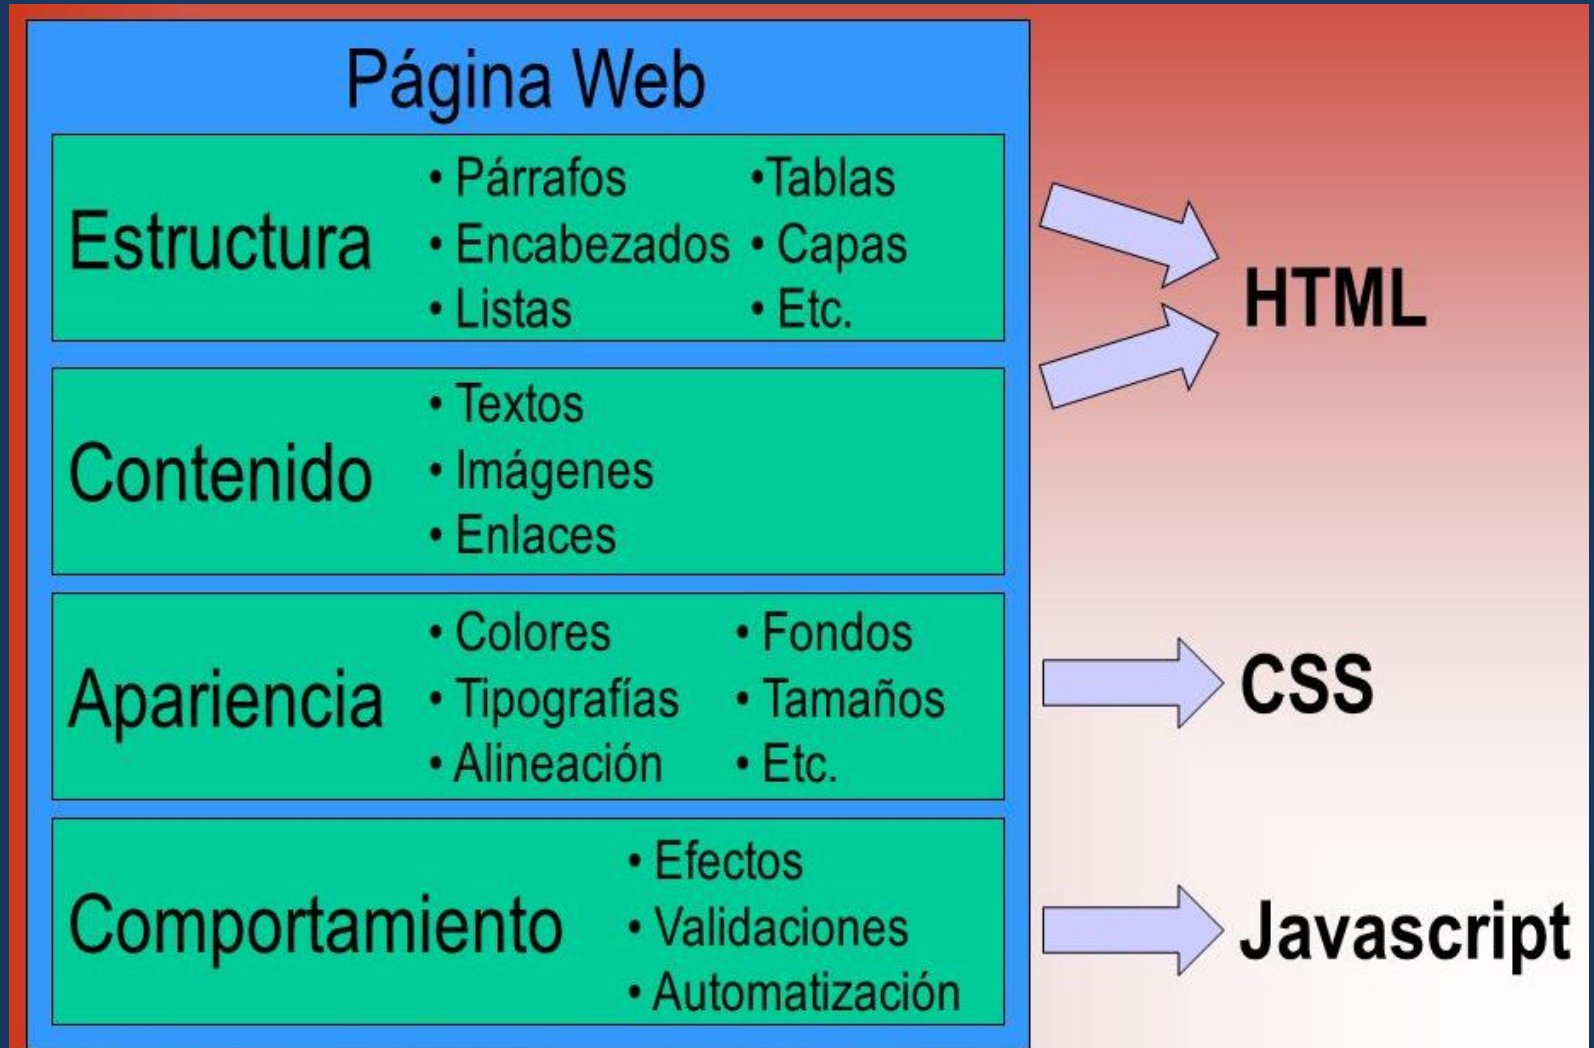 Página Web
Estructura
• Párrafos
• Encabezados
• Listas
•Tablas
• Capas
• Etc.
HTML
Contenido
• Textos
• Imágenes
• Enlaces
Apariencia
• Colores
• Tipografías
• Alineación
• Fondos
• Tamaños
• Etc.
CSS
Comportamiento
• Efectos
• Validaciones
• Automatización
Javascript